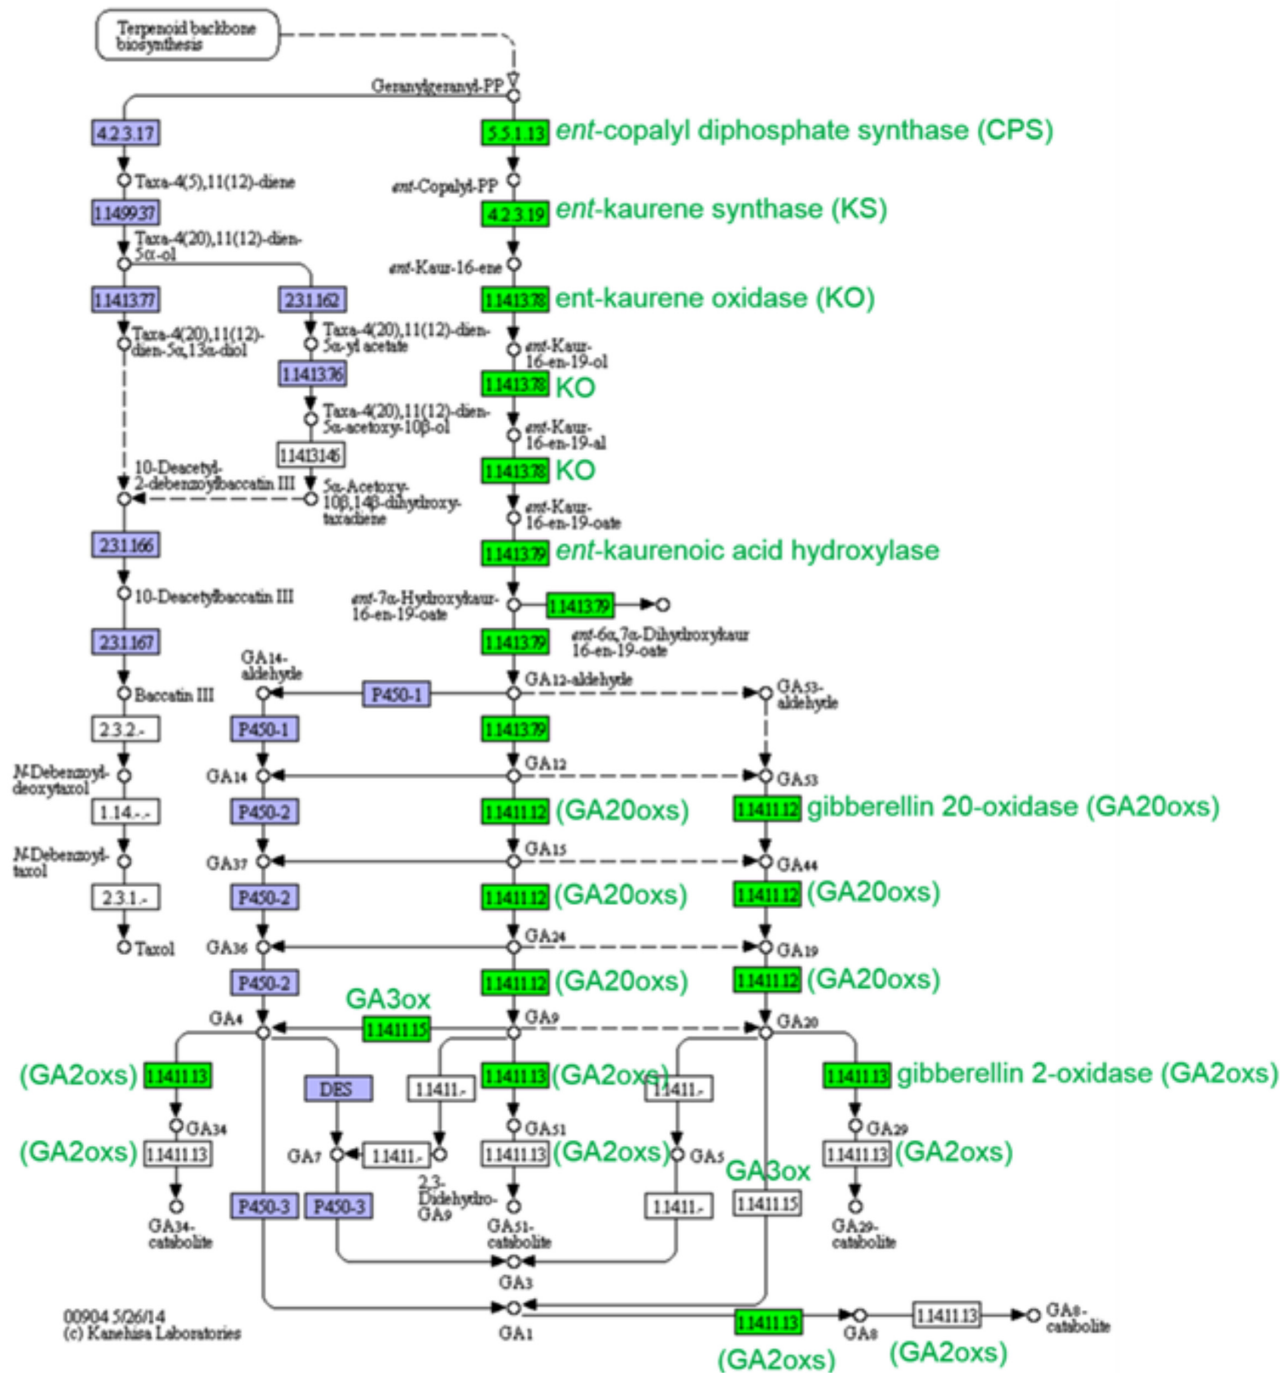 Terpenoid backbone
biosynthesis
Geranylgeranyl-PP
4.2.3.17
5.5.1.13
ent-copalyl diphosphate synthase (CPS)
Taxa-4(5),11(12)-diene
ent-Copalyl-PP
1.14.99.37
4.2.3.19
ent-kaurene synthase (KS)
Taxa-4(20),11(12)-dien-
5α-ol
ent-Kaur-16-ene
1.14.13.77
2.3.1.162
1.14.13.78
ent-kaurene oxidase (KO)
Taxa-4(20),11(12)-
dien-5α,13α-diol
Taxa-4(20),11(12)-dien-
5α-yl acetate
ent-Kaur-
16-en-19-ol
1.14.13.76
1.14.13.78
KO
Taxa-4(20),11(12)-dien-
5α-acetoxy-10β-ol
ent-Kaur-
16-en-19-al
1.14.13.146
1.14.13.78
KO
10-Deacetyl-
2-debenzoylbaccatin III
5α-Acetoxy-
10β,14β-dihydroxy-
taxadiene
ent-Kaur-
16-en-19-oate
2.3.1.166
1.14.13.79
ent-kaurenoic acid hydroxylase
10-Deacetylbaccatin III
ent-7α-Hydroxykaur-
16-en-19-oate
1.14.13.79
ent-6α,7α-Dihydroxykaur
16-en-19-oate
2.3.1.167
1.14.13.79
GA14-
aldehyde
GA12-aldehyde
Baccatin III
P450-1
GA53-
aldehyde
2.3.2.-
P450-1
1.14.13.79
N-Debenzoyl-
deoxytaxol
GA14
GA12
GA53
1.14.-.-
P450-2
1.14.11.12
(GA20oxs)
1.14.11.12
gibberellin 20-oxidase (GA20oxs)
N-Debenzoyl-
taxol
GA37
GA15
GA44
2.3.1.-
P450-2
1.14.11.12
(GA20oxs)
1.14.11.12
(GA20oxs)
Taxol
GA36
GA24
GA19
P450-2
1.14.11.12
(GA20oxs)
1.14.11.12
(GA20oxs)
GA3ox
GA4
1.14.11.15
GA9
GA20
(GA2oxs)
1.14.11.13
DES
1.14.11.-
1.14.11.13
(GA2oxs)
1.14.11.-
1.14.11.13
gibberellin 2-oxidase (GA2oxs)
GA34
GA51
GA29
(GA2oxs)
1.14.11.13
GA7
1.14.11.-
1.14.11.13
(GA2oxs)
GA5
1.14.11.13
(GA2oxs)
2,3-
Didehydro-
GA9
GA3ox
P450-3
P450-3
1.14.11.-
1.14.11.15
GA34-
catabolite
GA51-
catabolite
GA29-
catabolite
GA3
00904 5/26/14
(c) Kanehisa Laboratories
GA1
1.14.11.13
GA8
1.14.11.13
GA8-
catabolite
(GA2oxs)
(GA2oxs)